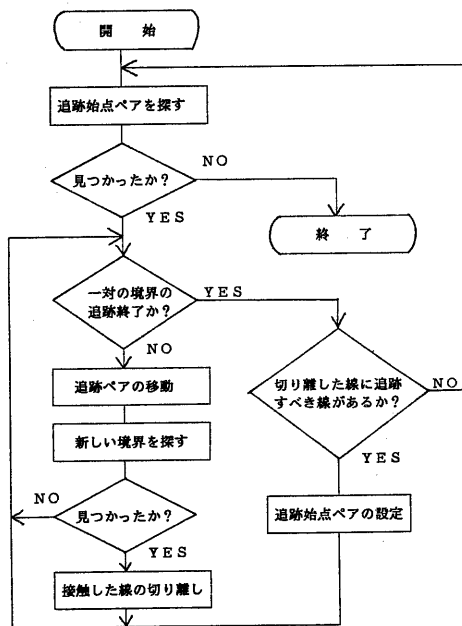 開 始
追跡始点ペアを探す
見つかったか?
NO
YES
終 了
一対の境界の
追跡終了か?
YES
NO
追跡ペアの移動
新しい境界を探す
見つかったか?
NO
YES
接触した線の切り離し
切り離した線に追跡
すべき線があるか?
NO
YES
追跡始点ペアの設定